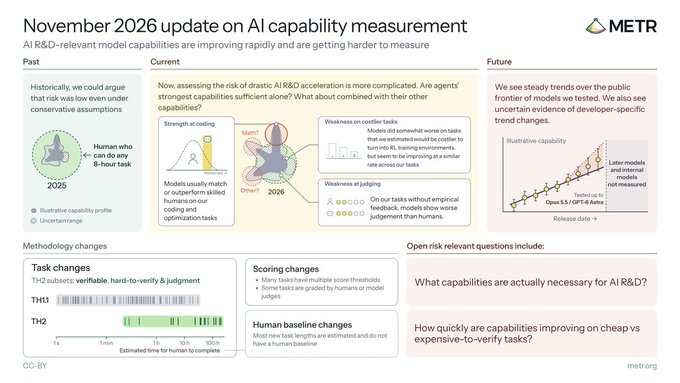 November 2026 update on AI capability measurement
METR
AI R&D-relevant model capabilities are improving rapidly and are getting harder to measure
Past
Historically, we could argue
that risk was low even under
conservative assumptions
Human who
can do any
8-hour task
2025
Illustrative capability profile
Uncertain range
Current
Now, assessing the risk of drastic AI R&D acceleration is more complicated. Are agents'
strongest capabilities sufficient alone? What about combined with their other
capabilities?
Strength at coding
Human skill →
Models usually match
or outperform skilled
humans on our
coding and
optimization tasks
Math?
Other?
2026
Weakness on costlier tasks
Models did somewhat worse on tasks
that we estimated would be costlier to
turn into RL training environments,
but seem to be improving at a similar
rate across our tasks
Weakness at judging
On our tasks without empirical
feedback, models show worse
judgement than humans.
Future
We see steady trends over the public
frontier of models we tested. We also see
uncertain evidence of developer-specific
trend changes.
Illustrative capability
Tested up to
Opus 5.5 / GPT-6 Astra
Later models
and internal
models
not measured
Release date →
Methodology changes
Task changes
TH2 subsets: verifiable, hard-to-verify & judgment
TH1.1
TH2
1 s
1 min
1 h
10 h
100 h
Estimated time for human to complete
Scoring changes
• Many tasks have multiple score thresholds
• Some tasks are graded by humans or model
judges
Human baseline changes
Most new task lengths are estimated and do not
have a human baseline
Open risk relevant questions include:
What capabilities are actually necessary for AI R&D?
How quickly are capabilities improving on cheap vs
expensive-to-verify tasks?
CC-BY
metr.org